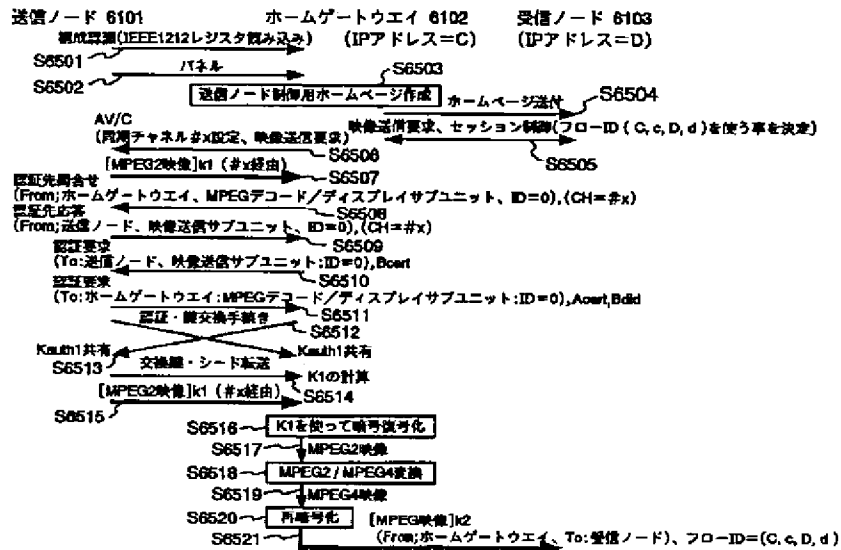 送信ノード 6101 ホームゲートウエイ 6102 受信ノード 6103
構成認識(IEEE1212レジスタ読み込み) (IPアドレス=C) (IPアドレス=D)
S6501
パネル
S6502
S6503
送信ノード制御用ホームページ作成
ホームページ送付
S6504
映像送信要求、セッション制御(フローID ( C, c, D, d )を使う事を決定)
S6505
AV/C
(同期チャネル#x設定、映像送信要求)
S6506
[MPEG2映像]k1 (#x経由)
S6507
認証先問合せ
(From;ホームゲートウエイ、MPEGデコード/ディスプレイサブユニット、ID=0),(CH=#x)
S6508
認証先応答
(From;送信ノード、映像送信サブユニット、ID=0),(CH=#x)
S6509
認証要求
(To:送信ノード、映像送信サブユニット:ID=0),Bcert
S6510
認証要求
(To:ホームゲートウエイ:MPEGデコード/ディスプレイサブユニット:ID=0),Acert,Bdid
S6511
認証・鍵交換手続き
S6512
Kauth1共有 Kauth1共有
S6513
交換鍵・シード転送
K1の計算
S6514
[MPEG2映像]k1 (#x経由)
S6515
S6516 K1を使って暗号復号化
S6517 MPEG2映像
S6518 MPEG2/MPEG4変換
S6519 MPEG4映像
S6520 再暗号化
[MPEG映像]k2
S6521 (From;ホームゲートウエイ、To:受信ノード)、フローID=(C, c, D, d )